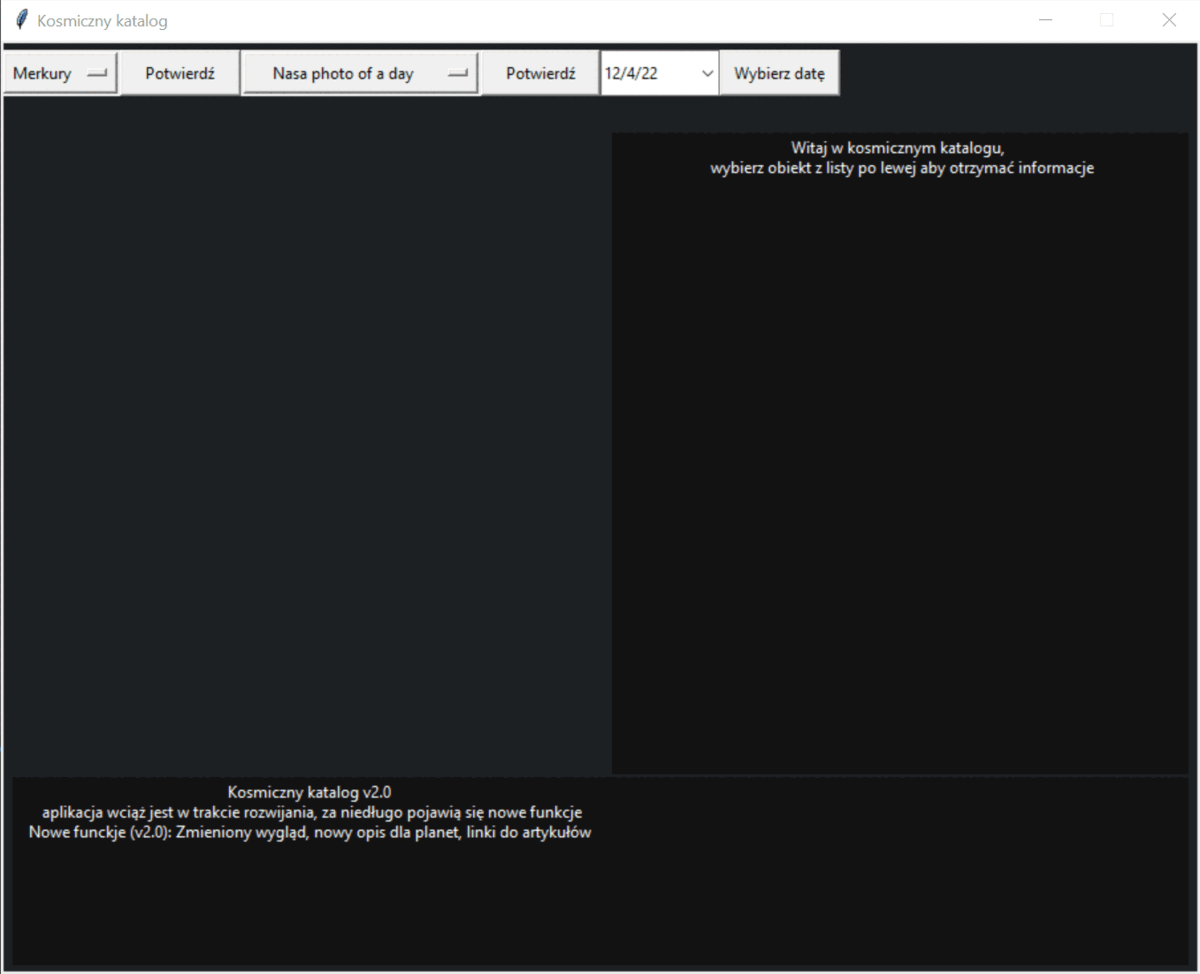 Kosmiczny katalog
Merkury Potwierdź Nasa photo of a day Potwierdź 12/4/22 Wybierz datę
Witaj w kosmicznym katalogu,
wybierz obiekt z listy po lewej aby otrzymać informacje
Kosmiczny katalog v2.0
aplikacja wciąż jest w trakcie rozwijania, za niedługo pojawią się nowe funkcje
Nowe funckje (v2.0): Zmieniony wygląd, nowy opis dla planet, linki do artykułów